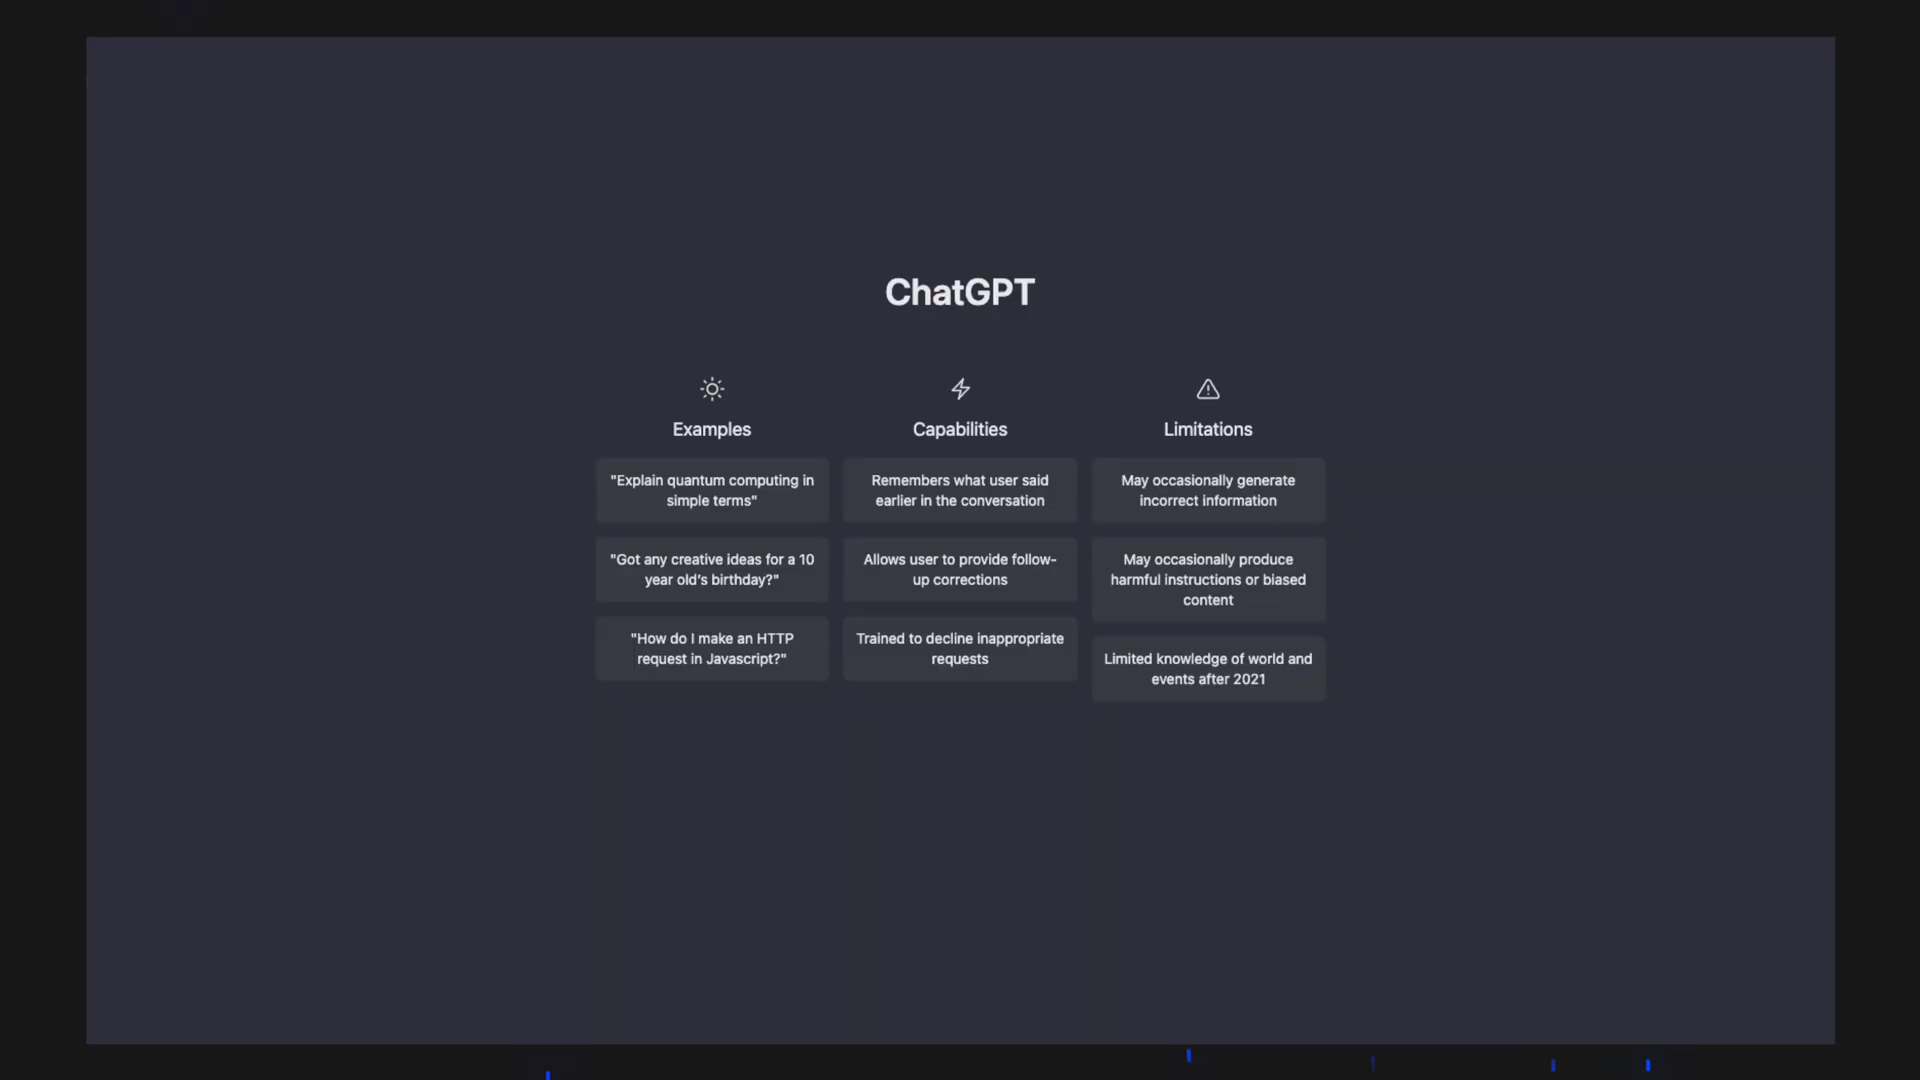 ChatGPT
Examples
"Explain quantum computing in
simple terms"
"Got any creative ideas for a 10
year old's birthday?"
"How do I make an HTTP
request in Javascript?"
Capabilities
Remembers what user said
earlier in the conversation
Allows user to provide follow-
up corrections
Trained to decline inappropriate
requests
Limitations
May occasionally generate
incorrect information
May occasionally produce
harmful instructions or biased
content
Limited knowledge of world and
events after 2021